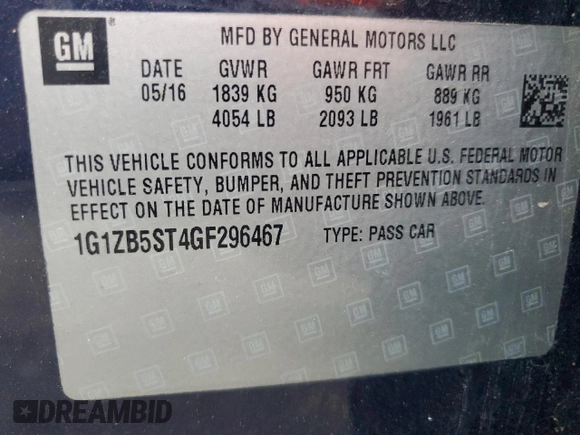 GM
MFD BY GENERAL MOTORS LLC
DATE GVWR GAWR FRT GAWR RR
05/16 1839 KG 950 KG 889 KG
4054 LB 2093 LB 1961 LB
THIS VEHICLE CONFORMS TO ALL APPLICABLE U.S. FEDERAL MOTOR
VEHICLE SAFETY, BUMPER, AND THEFT PREVENTION STANDARDS IN
EFFECT ON THE DATE OF MANUFACTURE SHOWN ABOVE.
1G1ZB5ST4GF296467 TYPE: PASS CAR
DREAMBID